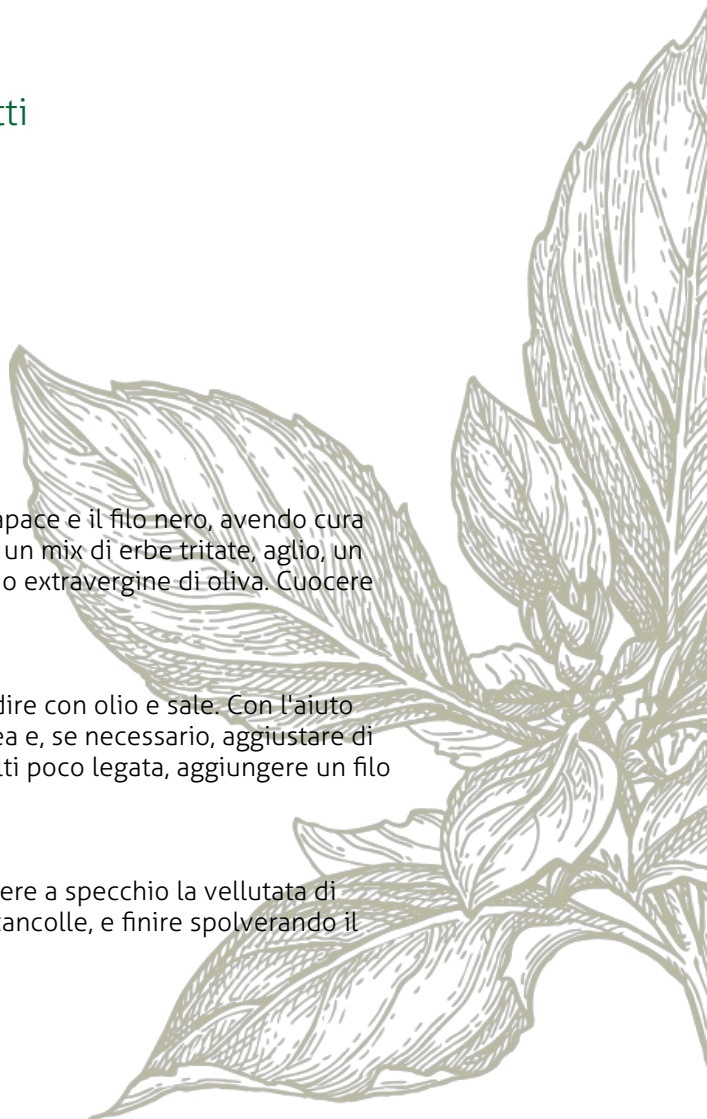 tti
apace e il filo nero, avendo cura
un mix di erbe tritate, aglio, un
o extravergine di oliva. Cuocere
dire con olio e sale. Con l'aiuto
ea e, se necessario, aggiustare di
lti poco legata, aggiungere un filo
ere a specchio la vellutata di
zancolle, e finire spolverando il